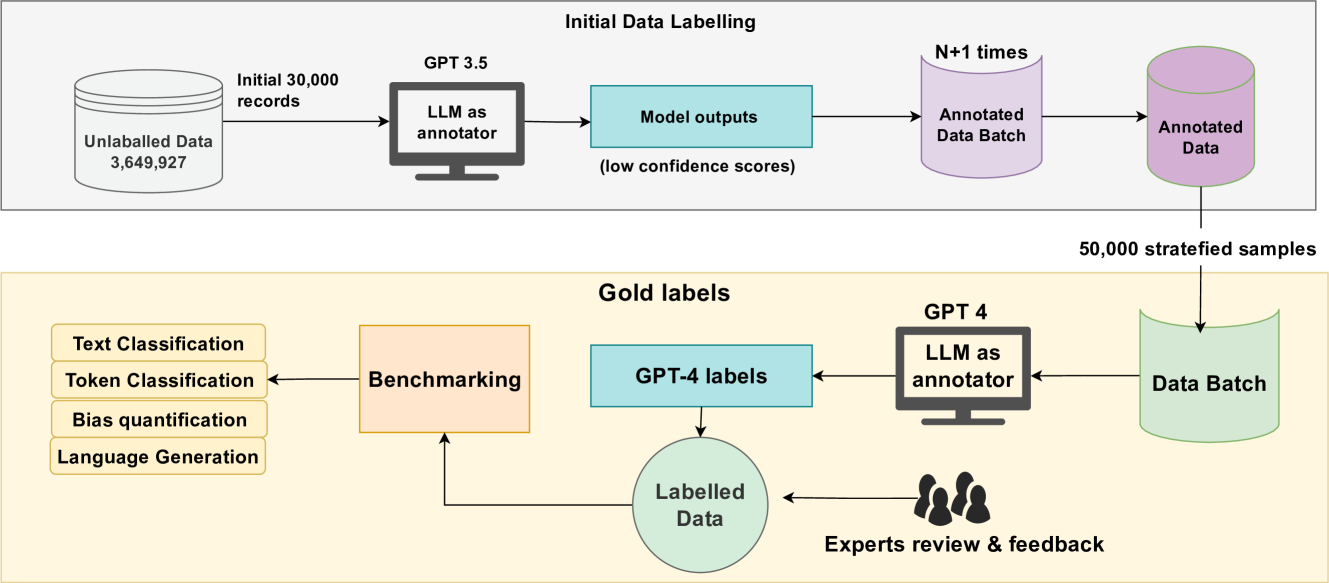 Initial Data Labelling
Unlaballed Data
3,649,927
Initial 30,000
records
GPT 3.5
LLM as
annotator
Model outputs
(low confidence scores)
N+1 times
Annotated
Data Batch
Annotated
Data
50,000 stratefied samples
Gold labels
Text Classification
Token Classification
Bias quantification
Language Generation
Benchmarking
GPT-4 labels
GPT 4
LLM as
annotator
Data Batch
Labelled
Data
Experts review & feedback